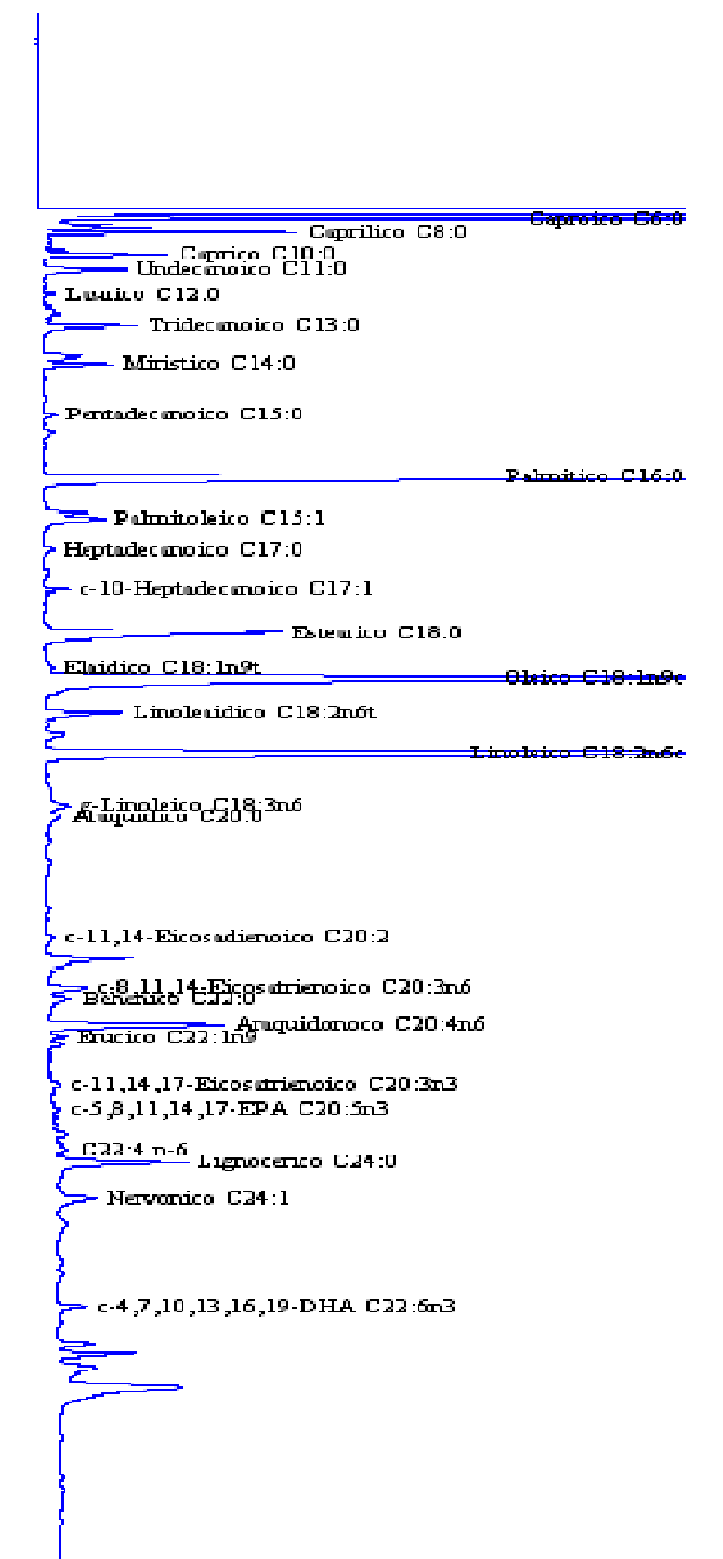 Caproico C6:0
Caprilico C8:0
Caprico C10:0
Undecanoico C11:0
Laurico C12:0
Tridecanoico C13:0
Miristico C14:0
Pentadecanoico C15:0
Palmitico C16:0
Palmitoleico C15:1
Heptadecanoico C17:0
c-10-Heptadecanoico C17:1
Estearico C18:0
Elaidico C18:1n9t
Oleico C18:1n9c
Linolenidico C18:2n6t
Linoleico C18:2n6c
g-Linoleico C18:3n6
Araquidico C20:0
c-11,14-Eicosadienoico C20:2
c-8,11,14-Eicosatrienoico C20:3n6
Behenico C22:0
Araquidonoco C20:4n6
Erucico C22:1n9
c-11,14,17-Eicosatrienoico C20:3n3
c-5,8,11,14,17-EPA C20:5n3
C22:4 n-6
Lignocerico C24:0
Nervonico C24:1
c-4,7,10,13,16,19-DHA C22:6n3